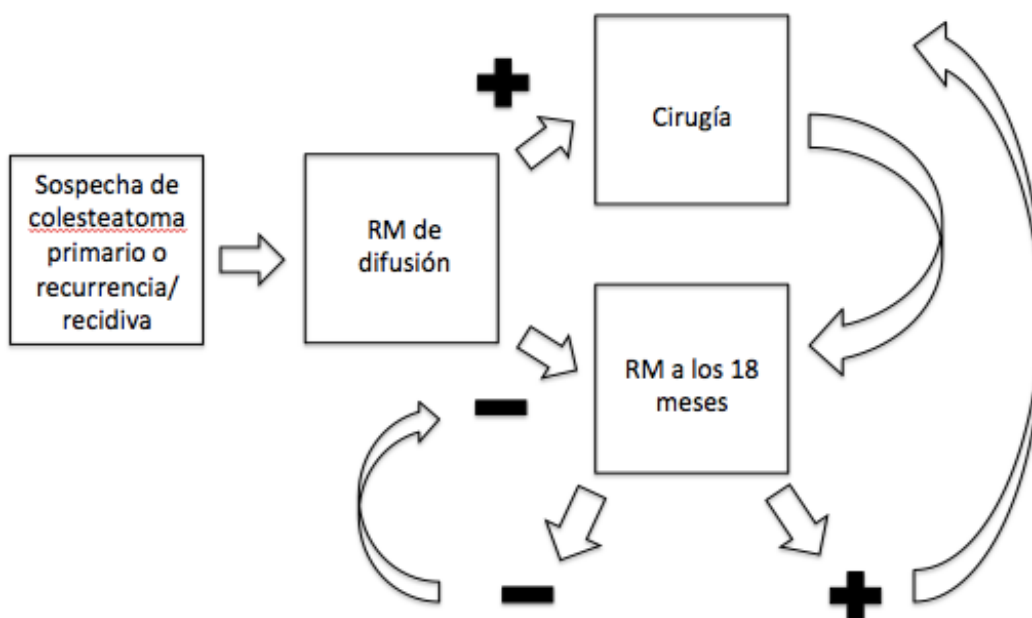 Sospecha de
colesteatoma
primario o
recurrencia/
recidiva
RM de
difusión
Cirugía
RM a los 18
meses